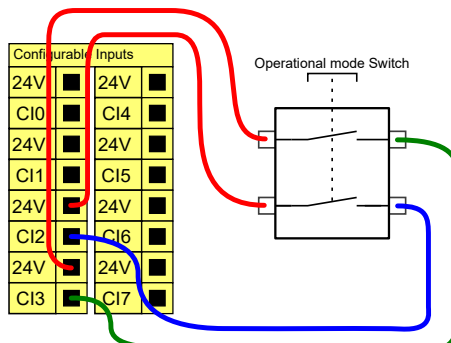 Configurable Inputs
Operational mode Switch
24V 24V
CI0 CI4
24V 24V
CI1 CI5
24V 24V
CI2 CI6
24V 24V
CI3 CI7